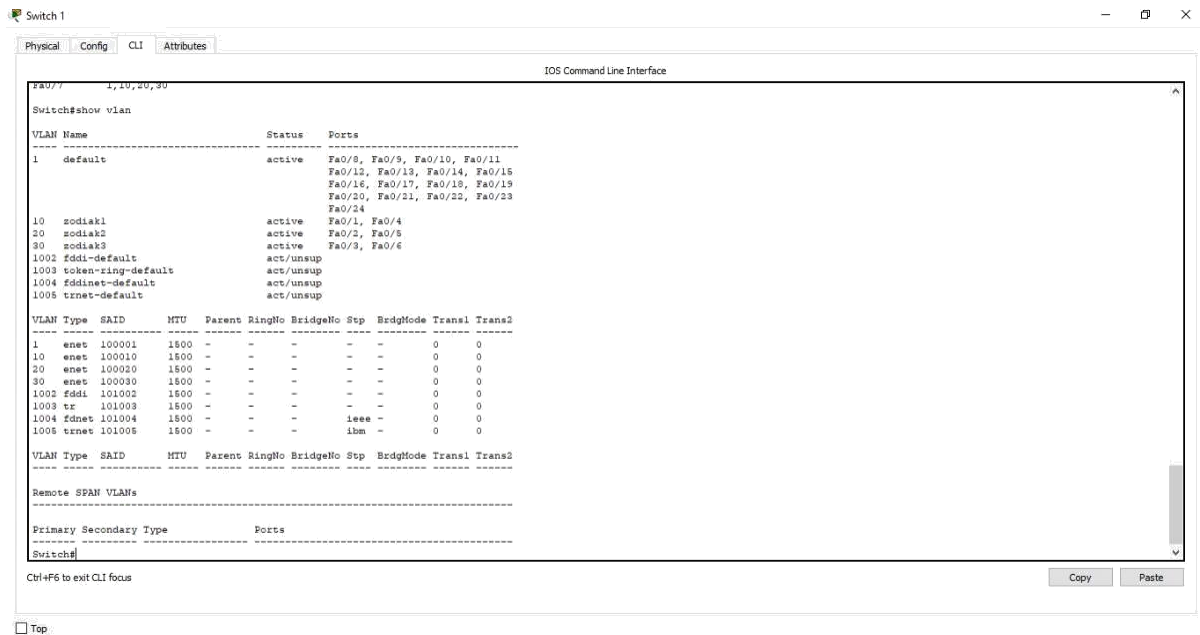 Switch 1
Physical Config CLI Attributes
IOS Command Line Interface
Fa0/7 1,10,20,30
Switch#show vlan
VLAN Name Status Ports
---- -------------------------------- --------- -------------------------------
1 default active Fa0/8, Fa0/9, Fa0/10, Fa0/11
Fa0/12, Fa0/13, Fa0/14, Fa0/15
Fa0/16, Fa0/17, Fa0/18, Fa0/19
Fa0/20, Fa0/21, Fa0/22, Fa0/23
Fa0/24
10 zodiak1 active Fa0/1, Fa0/4
20 zodiak2 active Fa0/2, Fa0/5
30 zodiak3 active Fa0/3, Fa0/6
1002 fddi-default act/unsup
1003 token-ring-default act/unsup
1004 fddinet-default act/unsup
1005 trnet-default act/unsup
VLAN Type SAID MTU Parent RingNo BridgeNo Stp BrdgMode Trans1 Trans2
---- ----- ---------- ----- ------ ------ -------- ---- -------- ------ ------
1 enet 100001 1500 - - - - - 0 0
10 enet 100010 1500 - - - - - 0 0
20 enet 100020 1500 - - - - - 0 0
30 enet 100030 1500 - - - - - 0 0
1002 fddi 101002 1500 - - - - - 0 0
1003 tr 101003 1500 - - - - - 0 0
1004 fdnet 101004 1500 - - - ieee - 0 0
1005 trnet 101005 1500 - - - ibm - 0 0
VLAN Type SAID MTU Parent RingNo BridgeNo Stp BrdgMode Trans1 Trans2
---- ----- ---------- ----- ------ ------ -------- ---- -------- ------ ------
Remote SPAN VLANs
------------------------------------------------------------------------------
Primary Secondary Type Ports
------- --------- ----------------- ------------------------------------------
Switch#
Ctrl+F6 to exit CLI focus
Copy Paste
Top